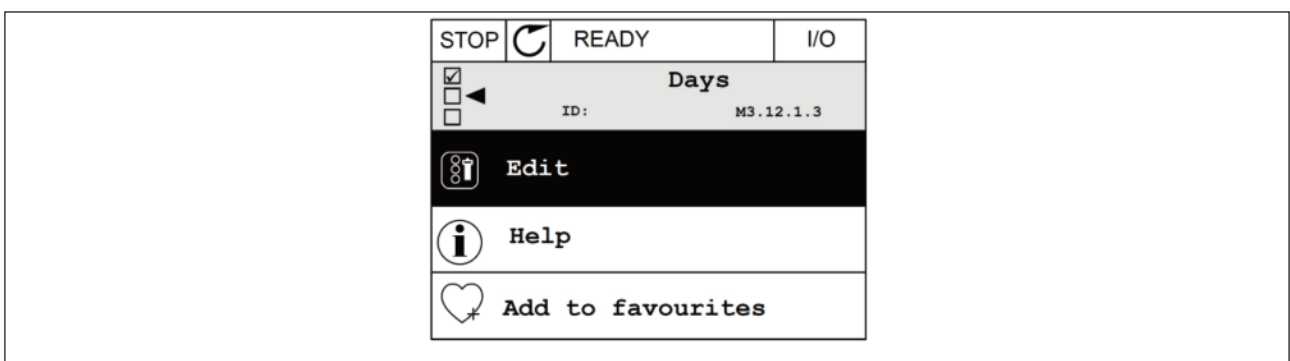 STOP READY I/O
Days
ID: M3.12.1.3
Edit
Help
Add to favourites